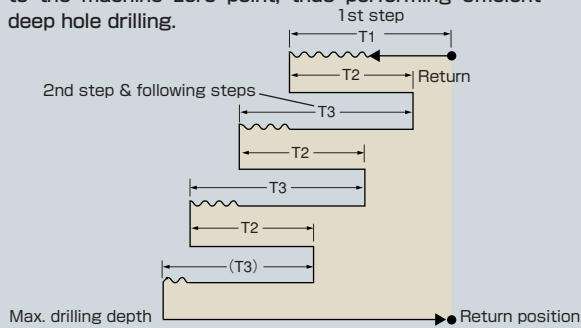 to the machine zero point, thus performing efficient
deep hole drilling.
1st step
T1
T2
Return
2nd step & following steps
T3
T2
T3
T2
(T3)
Max. drilling depth
Return position